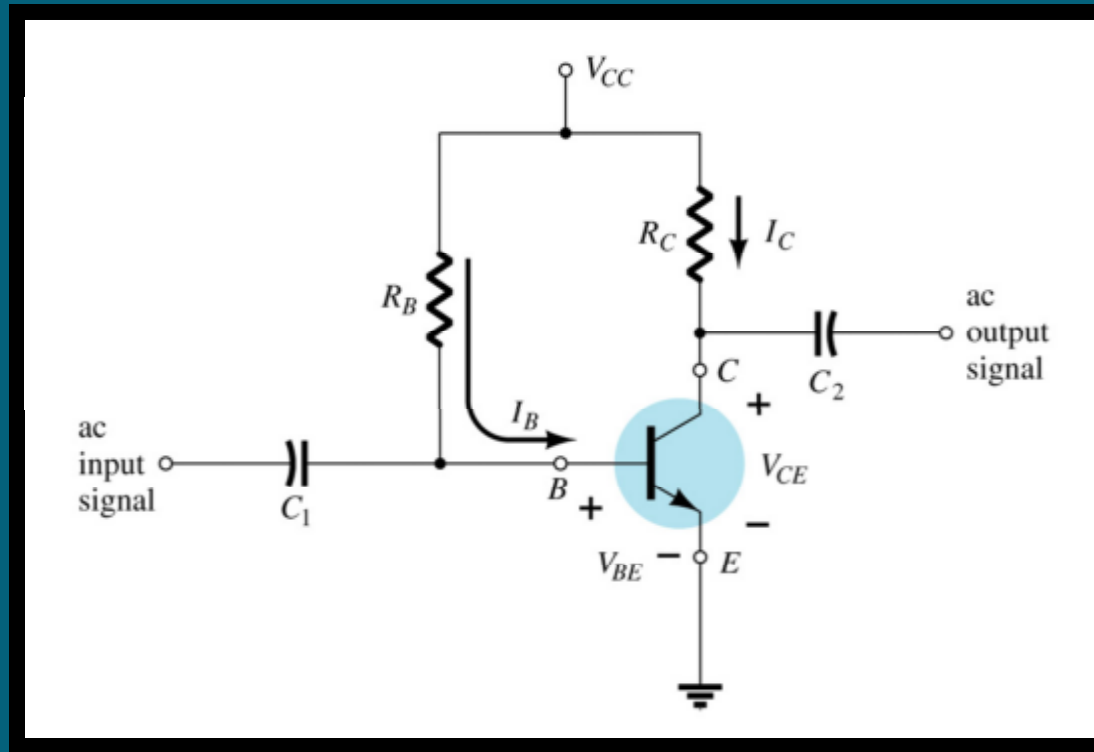 V_CC
R_C
I_C
R_B
ac
output
signal
C
C_2
+
I_B
ac
input
signal
V_CE
B
C_1
+
−
V_BE
−
E